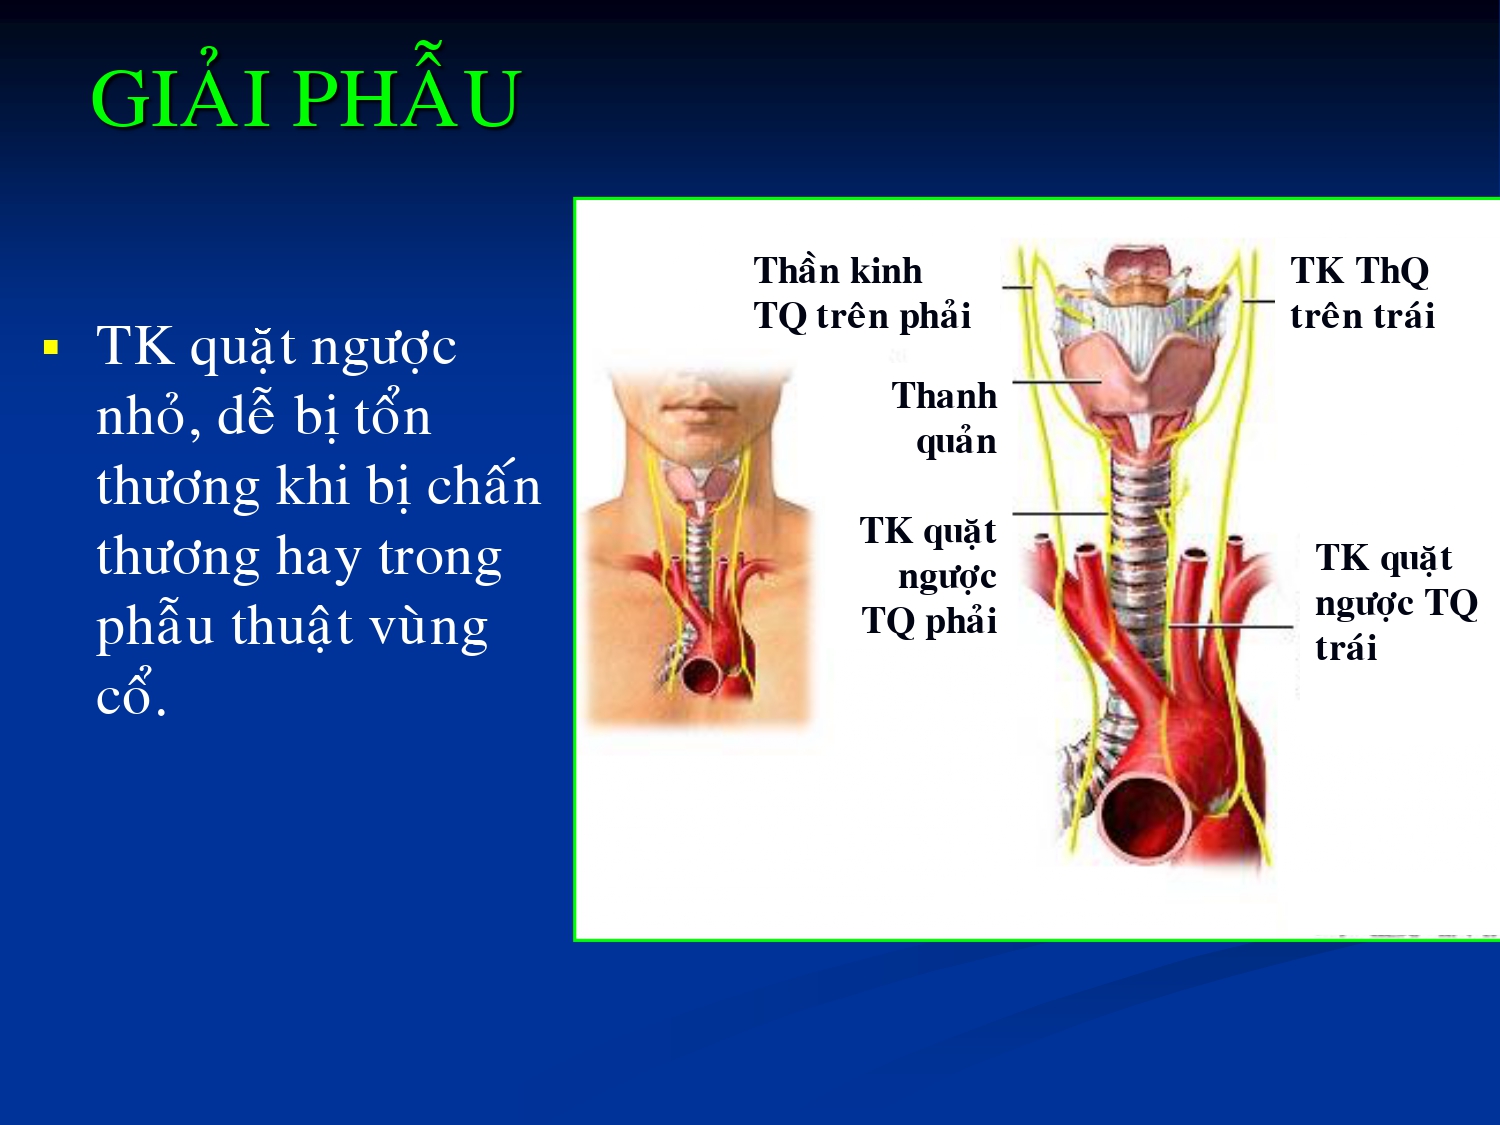 GIẢI PHẪU
TK quặt ngược
nhỏ, dễ bị tổn
thương khi bị chấn
thương hay trong
phẫu thuật vùng
cổ.
Thần kinh
TQ trên phải
TK ThQ
trên trái
Thanh
quản
TK quặt
ngược
TQ phải
TK quặt
ngược TQ
trái